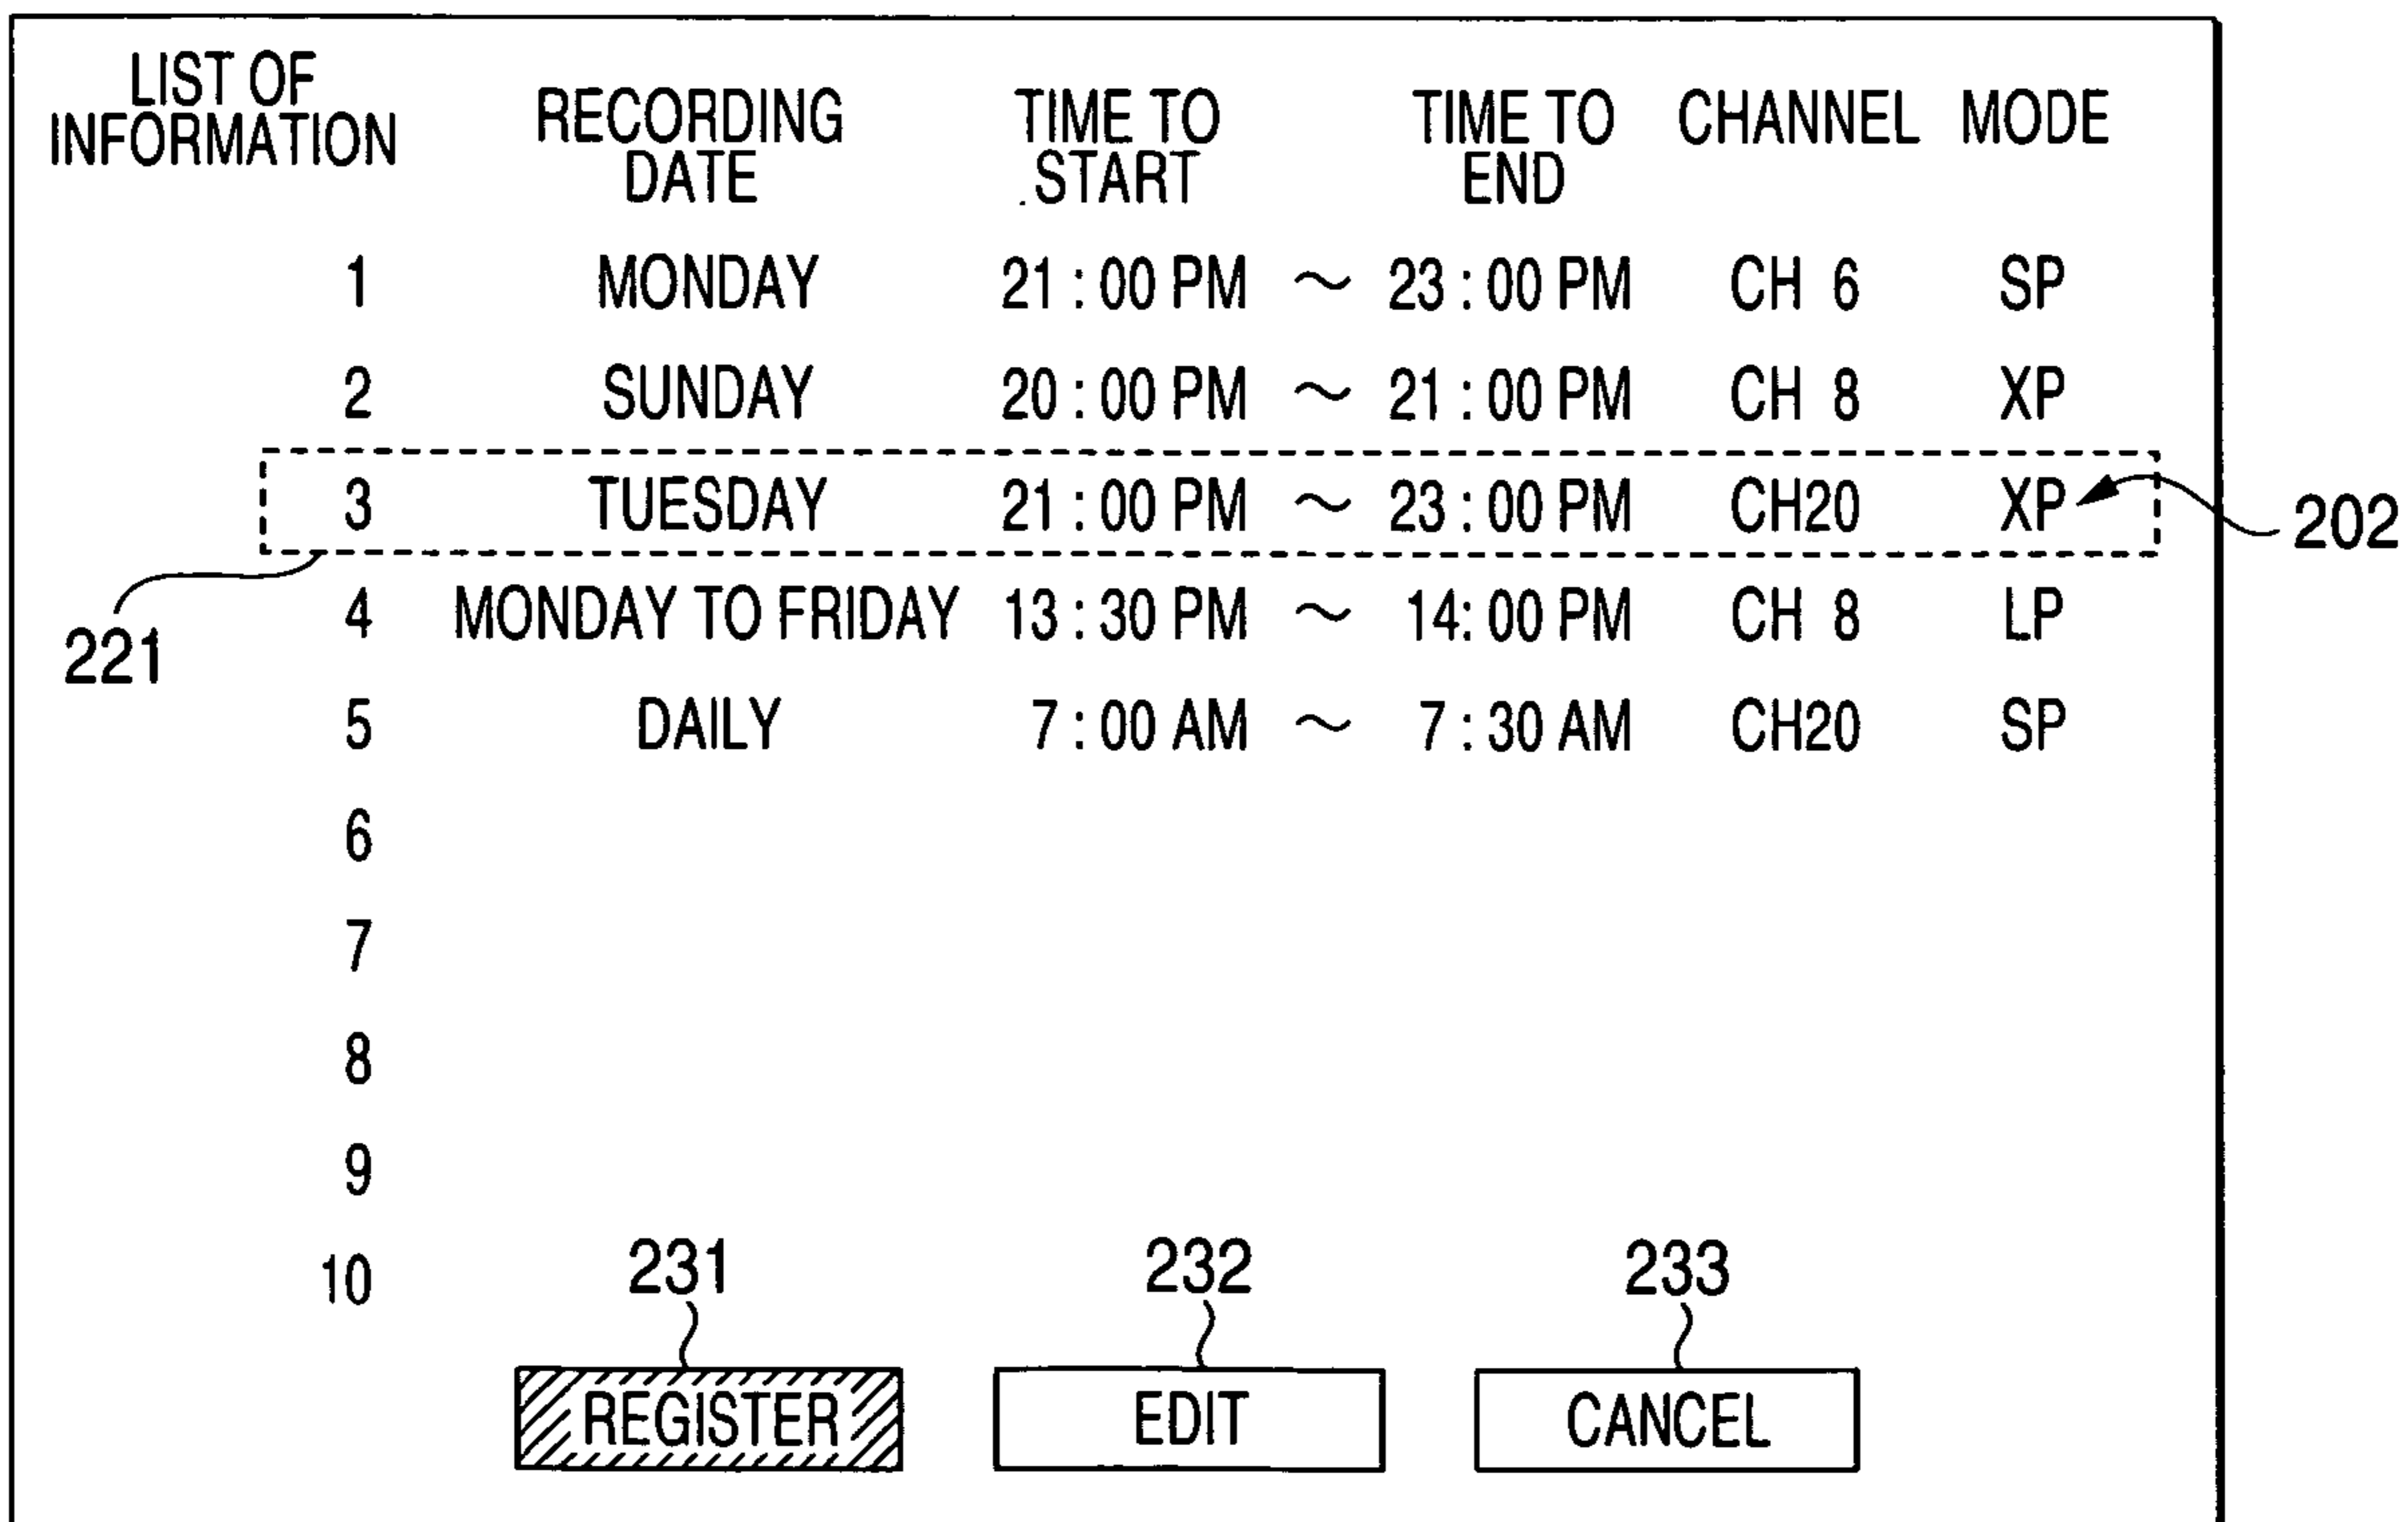 LIST OF
INFORMATION
RECORDING
DATE
TIME TO
START
TIME TO
END
CHANNEL
MODE
1 MONDAY 21 : 00 PM ~ 23 : 00 PM CH 6 SP
2 SUNDAY 20 : 00 PM ~ 21 : 00 PM CH 8 XP
3 TUESDAY 21 : 00 PM ~ 23 : 00 PM CH20 XP
202
4 MONDAY TO FRIDAY 13 : 30 PM ~ 14: 00 PM CH 8 LP
221
5 DAILY 7 : 00 AM ~ 7 : 30 AM CH20 SP
6
7
8
9
10
231 232 233
REGISTER EDIT CANCEL